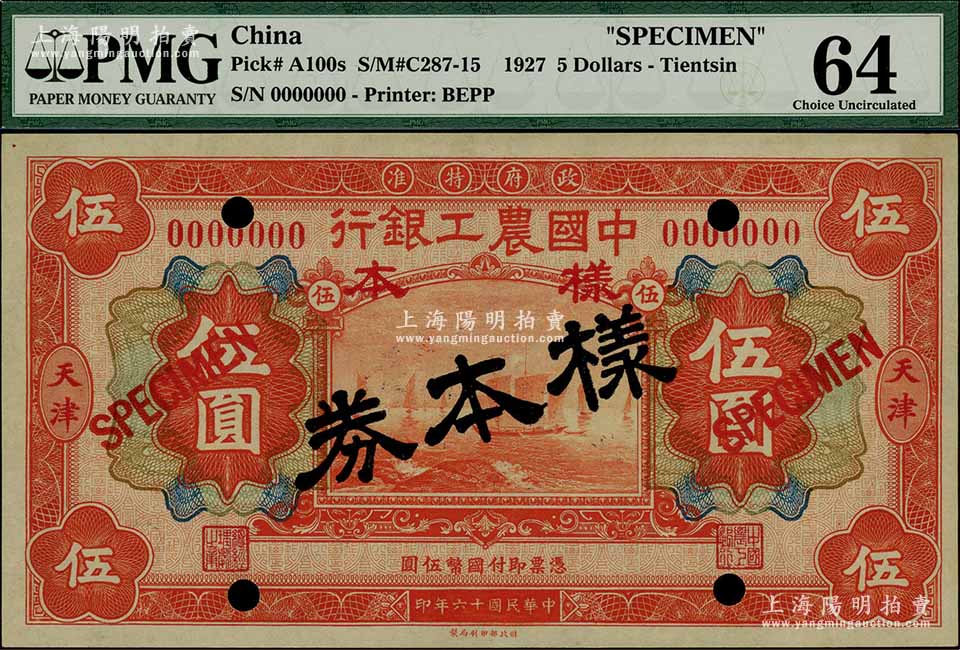 PMG
PAPER MONEY GUARANTY
China
"SPECIMEN"
Pick# A100s S/M#C287-15 1927 5 Dollars - Tientsin
S/N 0000000 - Printer: BEPP
64
Choice Uncirculated
上海陽明拍賣
www.yangmingauction.com
准特府政
伍
伍
行銀工農國中
0000000
0000000
本樣
伍
伍
上海陽明拍賣
www.yangmingauction.com
券本樣
伍圓
伍圓
SPECIMEN
SPECIMEN
天津
天津
圓伍幣國付即票憑
伍
伍
印年六十國民華中
上海陽明拍賣
www.yangmingauction.com